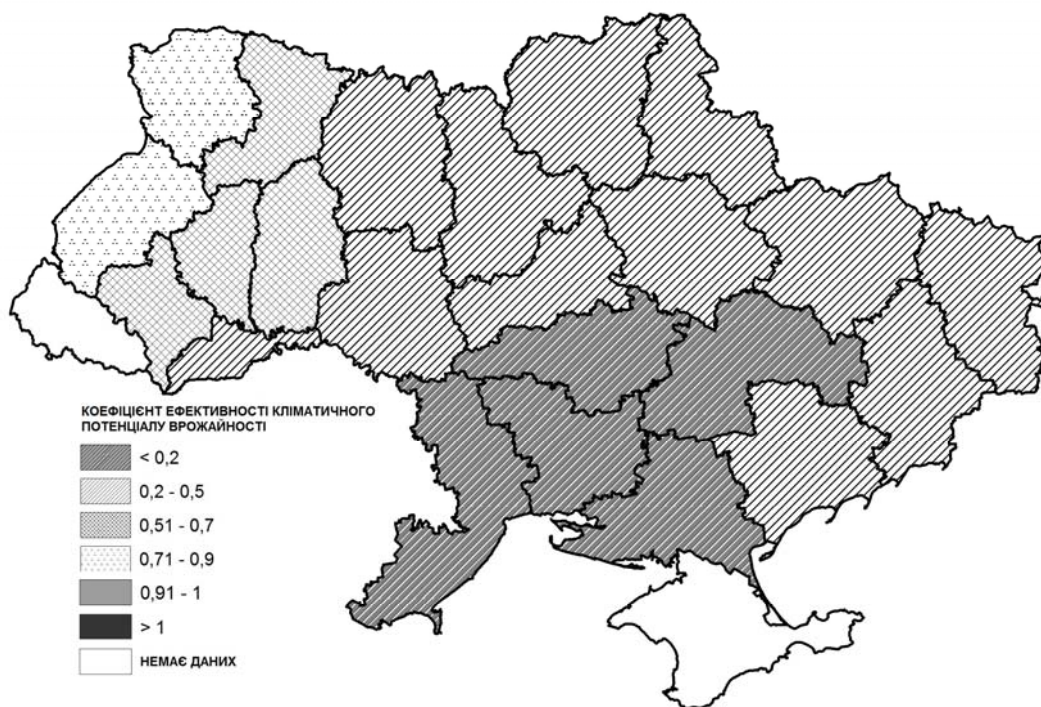 КОЕФІЦІЄНТ ЕФЕКТИВНОСТІ КЛІМАТИЧНОГО
ПОТЕНЦІАЛУ ВРОЖАЙНОСТІ
< 0,2
0,2 - 0,5
0,51 - 0,7
0,71 - 0,9
0,91 - 1
> 1
НЕМАЄ ДАНИХ